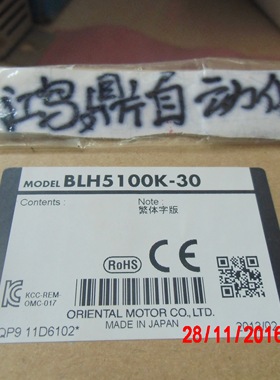 鸿鼎自动化
MODEL BLH5100K-30
Contents :
Note :
繁体字版
RoHS
CE
KCC-REM-
OMC-017
ORIENTAL MOTOR CO., LTD.
MADE IN JAPAN
QP9 11D6102*
28/11/2016